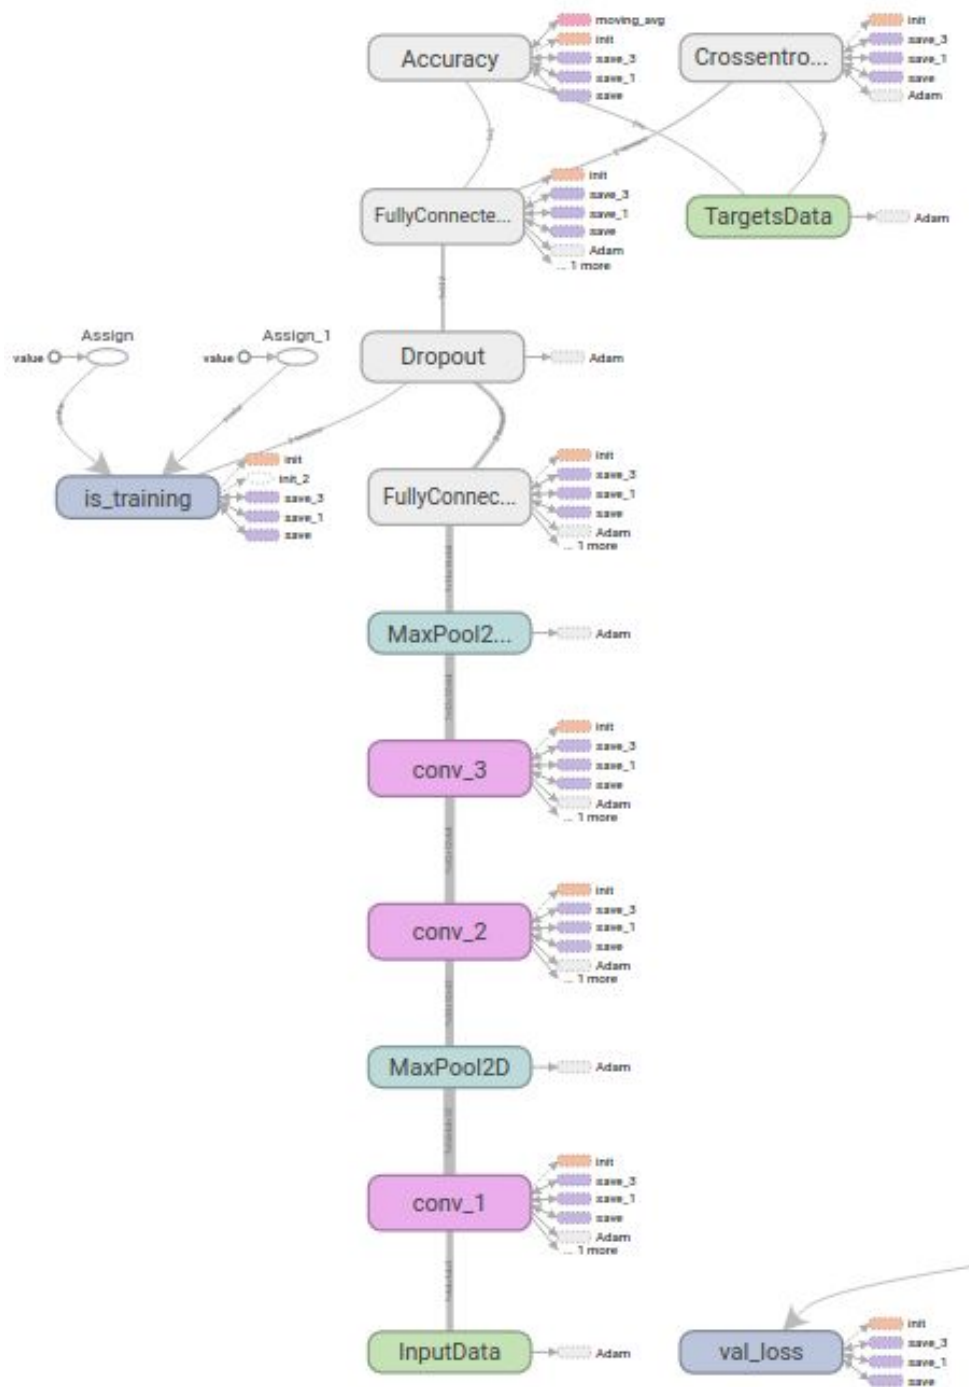 Accuracy
moving_avg
init
save_3
save_1
save
Crossentro...
init
save_3
save_1
save
Adam
FullyConnecte...
init
save_3
save_1
save
Adam
... 1 more
TargetsData
Adam
Assign
value
Assign_1
value
Dropout
Adam
is_training
init
init_2
save_3
save_1
save
FullyConnec...
init
save_3
save_1
save
Adam
... 1 more
MaxPool2...
Adam
conv_3
init
save_3
save_1
save
Adam
... 1 more
conv_2
init
save_3
save_1
save
Adam
... 1 more
MaxPool2D
Adam
conv_1
init
save_3
save_1
save
Adam
... 1 more
InputData
Adam
val_loss
init
save_3
save_1
save